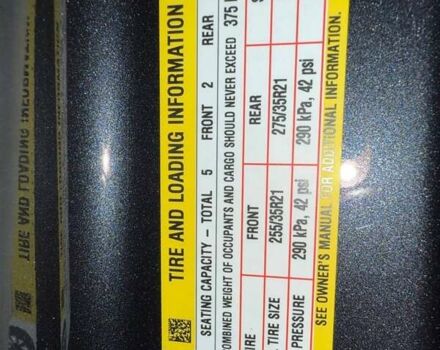 TIRE AND LOADING INFORMATION
SEATING CAPACITY - TOTAL 5 FRONT 2 REAR
COMBINED WEIGHT OF OCCUPANTS AND CARGO SHOULD NEVER EXCEED 375
FRONT REAR
TIRE SIZE 255/35R21 275/35R21
PRESSURE 290 kPa, 42 psi 290 kPa, 42 psi
SEE OWNER'S MANUAL FOR ADDITIONAL INFORMATION.
TIRE AND LOADING INFORMATION